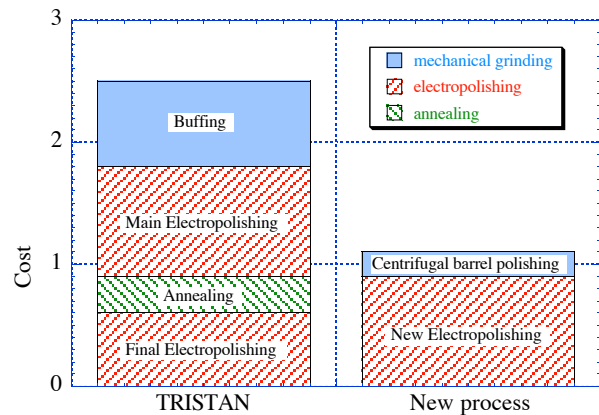 3
mechanical grinding
electropolishing
annealing
Buffing
2
Main Electropolishing
Cost
1
Centrifugal barrel polishing
Annealing
New Electropolishing
Final Electropolishing
0
TRISTAN
New process